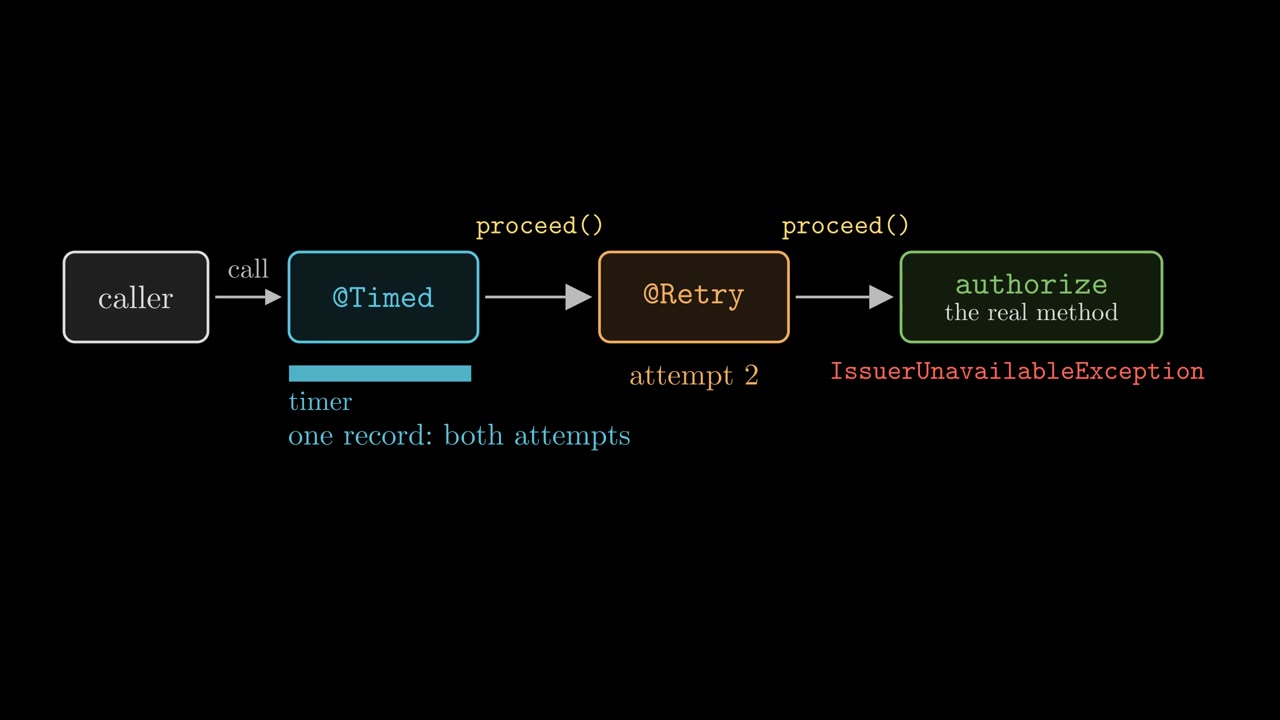 proceed()
proceed()
call
caller
@Timed
@Retry
authorize
the real method
attempt 2
IssuerUnavailableException
timer
one record: both attempts